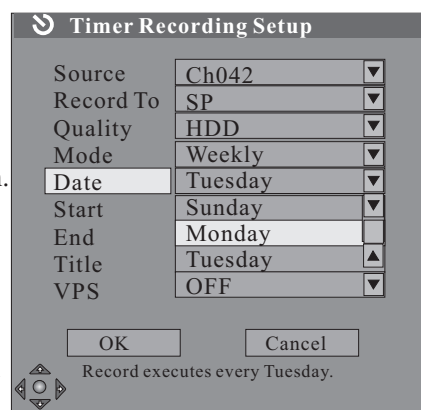 Timer Recording Setup
Source Ch042
Record To SP
Quality HDD
Mode Weekly
Date Tuesday
Start Sunday
End Monday
Title Tuesday
VPS OFF
OK Cancel
Record executes every Tuesday.